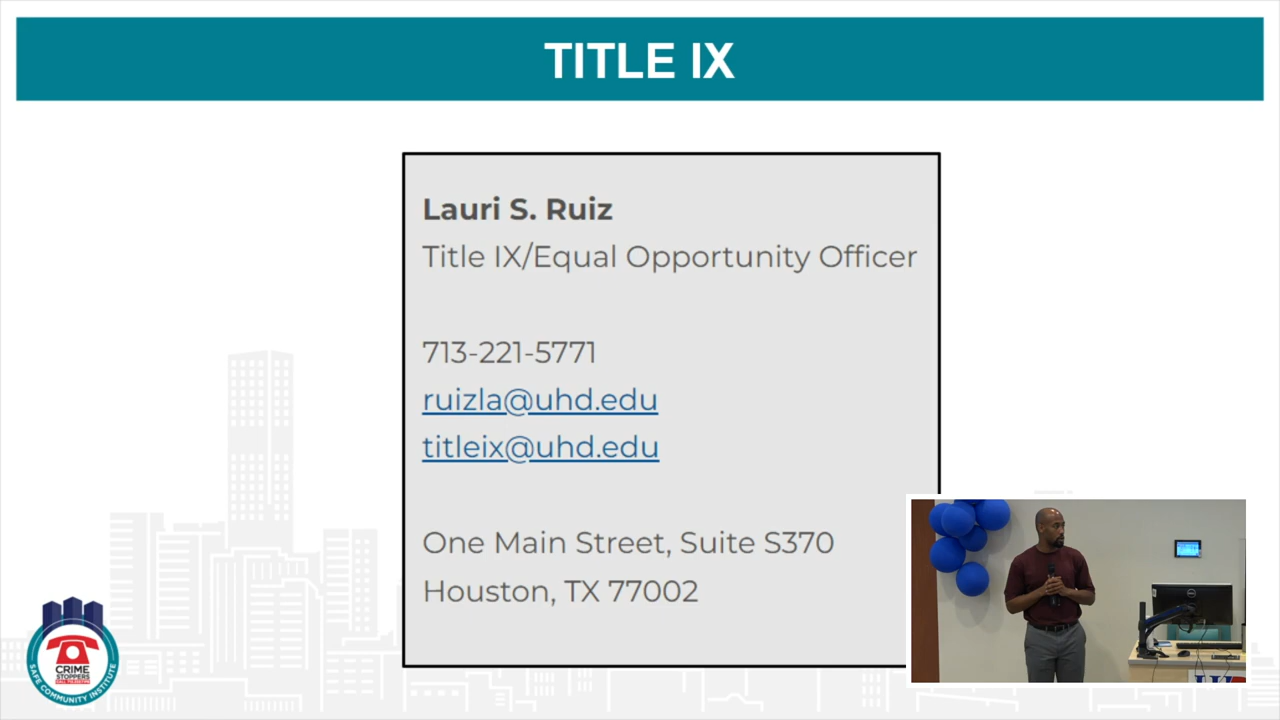 TITLE IX
Lauri S. Ruiz
Title IX/Equal Opportunity Officer
713-221-5771
ruizla@uhd.edu
titleix@uhd.edu
One Main Street, Suite S370
Houston, TX 77002
CRIME
STOPPERS
SAFE COMMUNITY INSTITUTE
DELL